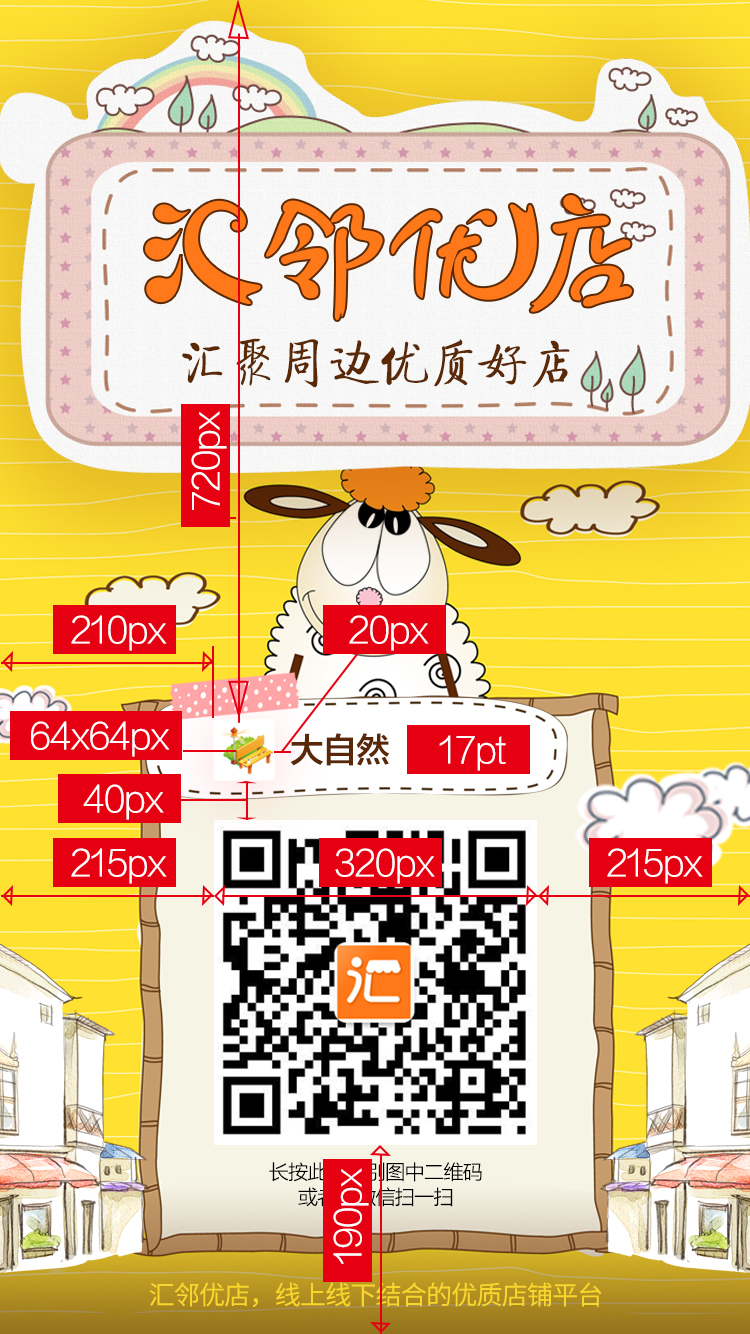 汇邻优店
汇聚周边优质好店
720px
210px
20px
64x64px
大自然
17pt
40px
215px
320px
215px
汇
长按此 别图中二维码
或者 微信扫一扫
190px
汇邻优店，线上线下结合的优质店铺平台